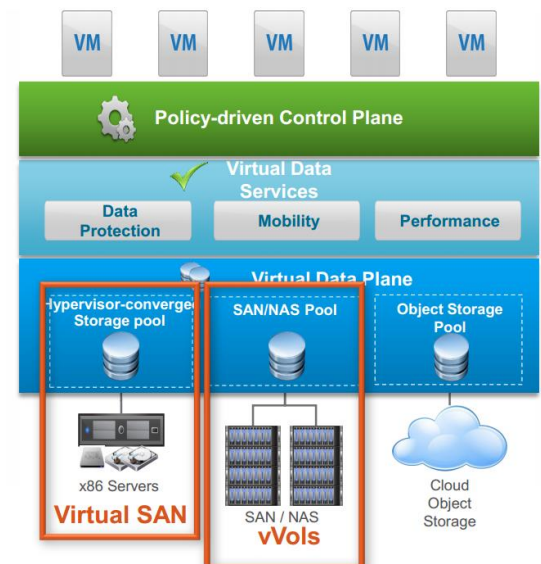 VM VM VM VM VM
Policy-driven Control Plane
Virtual Data
Services
Data
Protection
Mobility
Performance
Virtual Data Plane
Hypervisor-converged
Storage pool
SAN/NAS Pool
Object Storage
Pool
x86 Servers
Virtual SAN
SAN / NAS
vVols
Cloud
Object
Storage